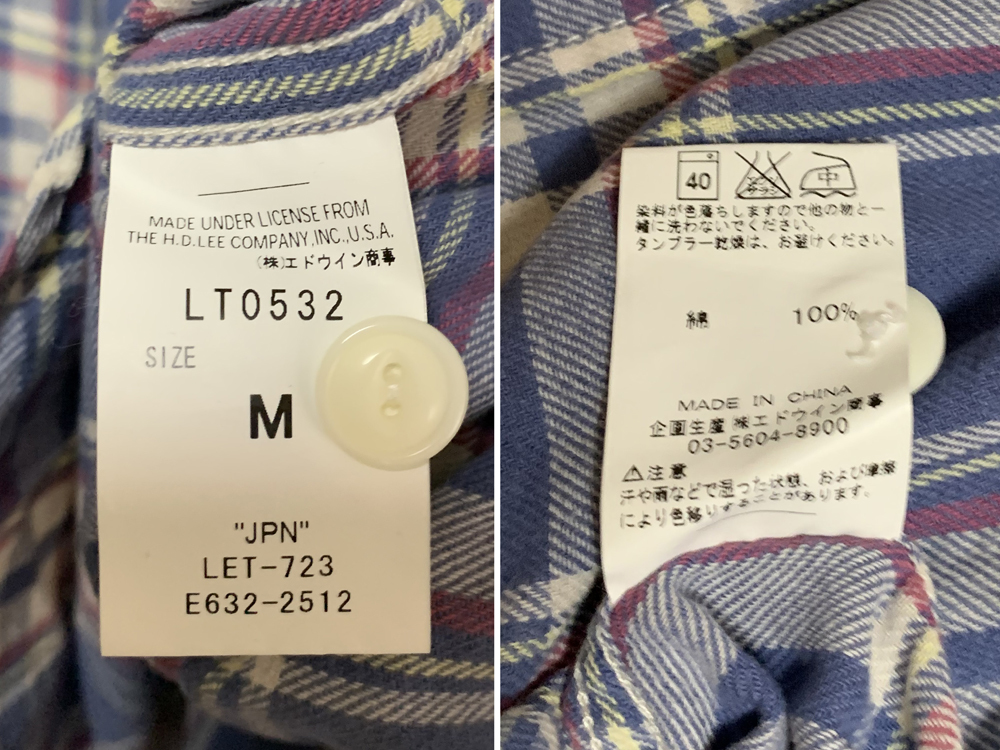 MADE UNDER LICENSE FROM
THE H.D.LEE COMPANY,INC.,U.S.A.
(株)エドウイン商事
LT0532
SIZE
M
"JPN"
LET-723
E632-2512
40
中
染料が色落ちしますので他の物と一
緒に洗わないでください。
タンブラー乾燥は、お避けください。
綿 100%
MADE IN CHINA
企画生産 株エドウイン商事
03-5604-8900
⚠注意
汗や雨などで湿った状態、および摩擦
により色移りすることがあります。